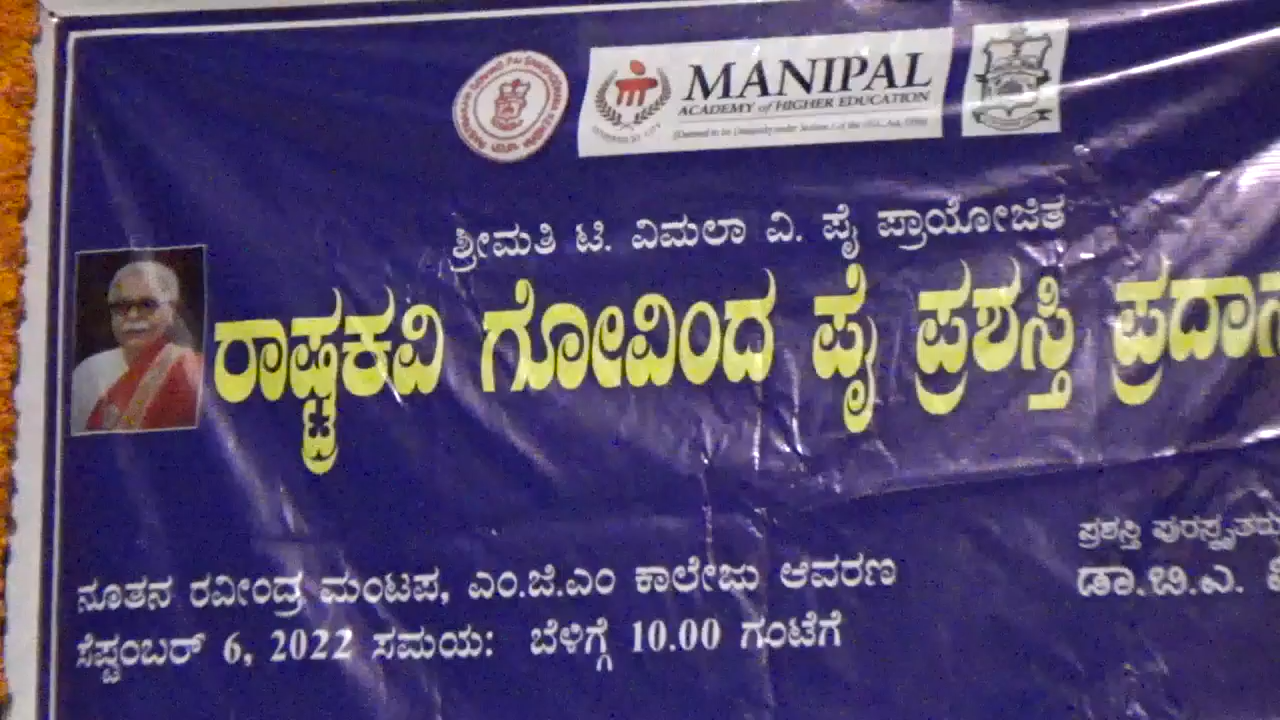 MANIPAL
ACADEMY of HIGHER EDUCATION
ಶ್ರೀಮತಿ ಟಿ. ವಿಮಲಾ ವಿ. ಪೈ ಪ್ರಾಯೋಜಿತ
ರಾಷ್ಟ್ರಕವಿ ಗೋವಿಂದ ಪೈ ಪ್ರಶಸ್ತಿ
ಪ್ರಶಸ್ತಿ
ಡಾ.ಬಿ.ಎ.
ನೂತನ ರವೀಂದ್ರ ಮಂಟಪ, ಎಂ.ಜಿ.ಎಂ ಕಾಲೇಜು ಆವರಣ
ಸೆಪ್ಟಂಬರ್ 6, 2022 ಸಮಯ: ಬೆಳಿಗ್ಗೆ 10.00 ಗಂಟೆಗೆ